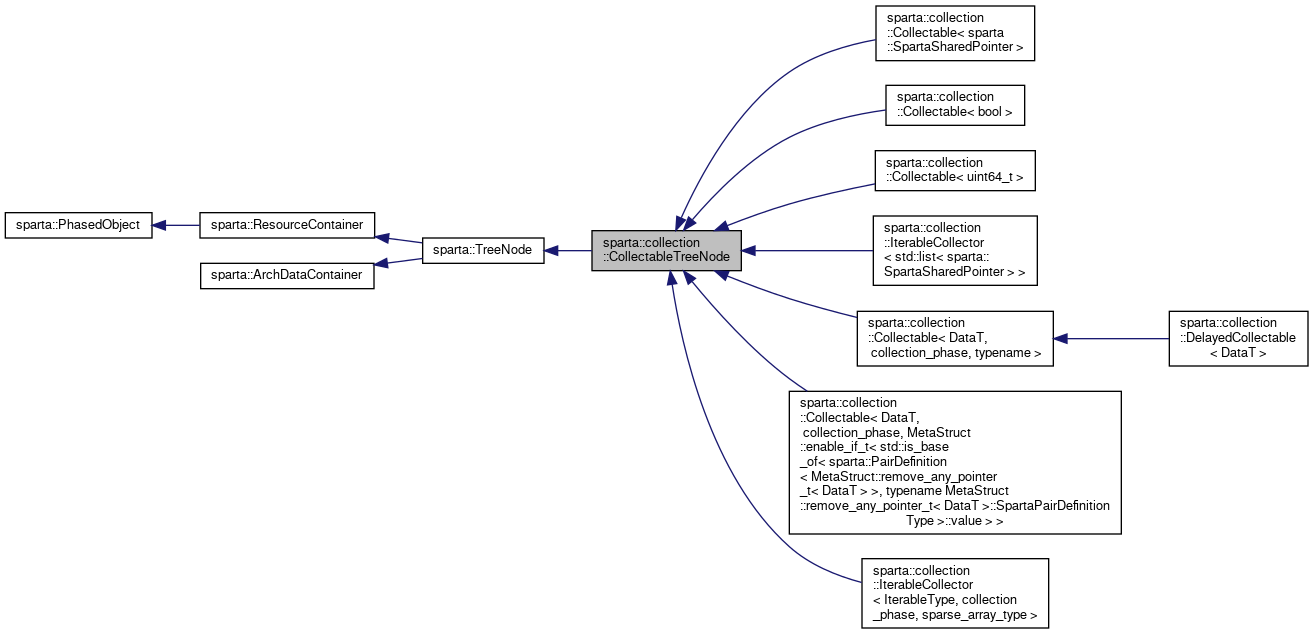 sparta::PhasedObject
sparta::ResourceContainer
sparta::ArchDataContainer
sparta::TreeNode
sparta::collection
::CollectableTreeNode
sparta::collection
::Collectable< sparta
::SpartaSharedPointer >
sparta::collection
::Collectable< bool >
sparta::collection
::Collectable< uint64_t >
sparta::collection
::IterableCollector
< std::list< sparta::
SpartaSharedPointer > >
sparta::collection
::Collectable< DataT,
collection_phase, typename >
sparta::collection
::DelayedCollectable
< DataT >
sparta::collection
::Collectable< DataT,
collection_phase, MetaStruct
::enable_if_t< std::is_base
_of< sparta::PairDefinition
< MetaStruct::remove_any_pointer
_t< DataT > >, typename MetaStruct
::remove_any_pointer_t< DataT >::SpartaPairDefinition
Type >::value > >
sparta::collection
::IterableCollector
< IterableType, collection
_phase, sparse_array_type >